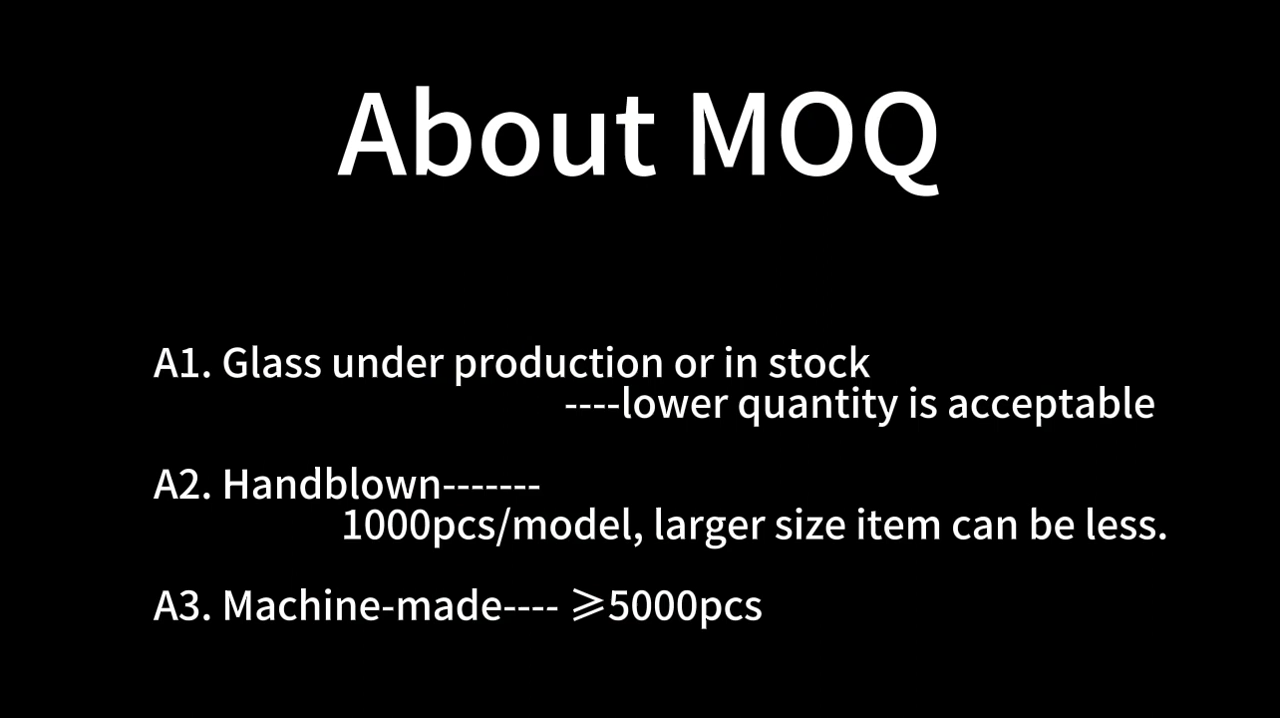 About MOQ
A1. Glass under production or in stock
----lower quantity is acceptable
A2. Handblown-------
1000pcs/model, larger size item can be less.
A3. Machine-made---- ⩾5000pcs